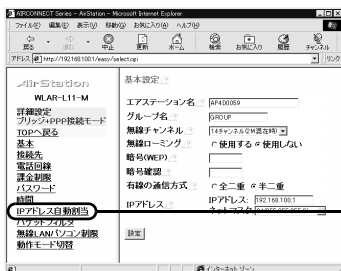 AIRCONNECT Series - AirStation - Microsoft Internet Explorer
ファイル(F) 編集(E) 表示(V) 移動(G) お気に入り(A) ヘルプ(H)
戻る 進む 中止 更新 ホーム 検索 お気に入り 履歴 チャンネル
アドレス http://192.168.100.1/easy/select.cgi リンク
AirStation
WLAR-L11-M
詳細設定
ブリッジ+PPP接続モード
TOPへ戻る
基本
接続先
電話回線
課金制限
パスワード
時間
IPアドレス自動割当
パケットフィルタ
無線LANパソコン制限
動作モード切替
基本設定
エアステーション名 AP400059
グループ名 GROUP
無線チャンネル 14チャンネル(2M混在時)
無線ローミング 使用する 使用しない
暗号(WEP)
暗号確認
有線の通信方式 全二重 半二重
IPアドレス IPアドレス: 192.168.100.1
設定
インターネット ゾーン